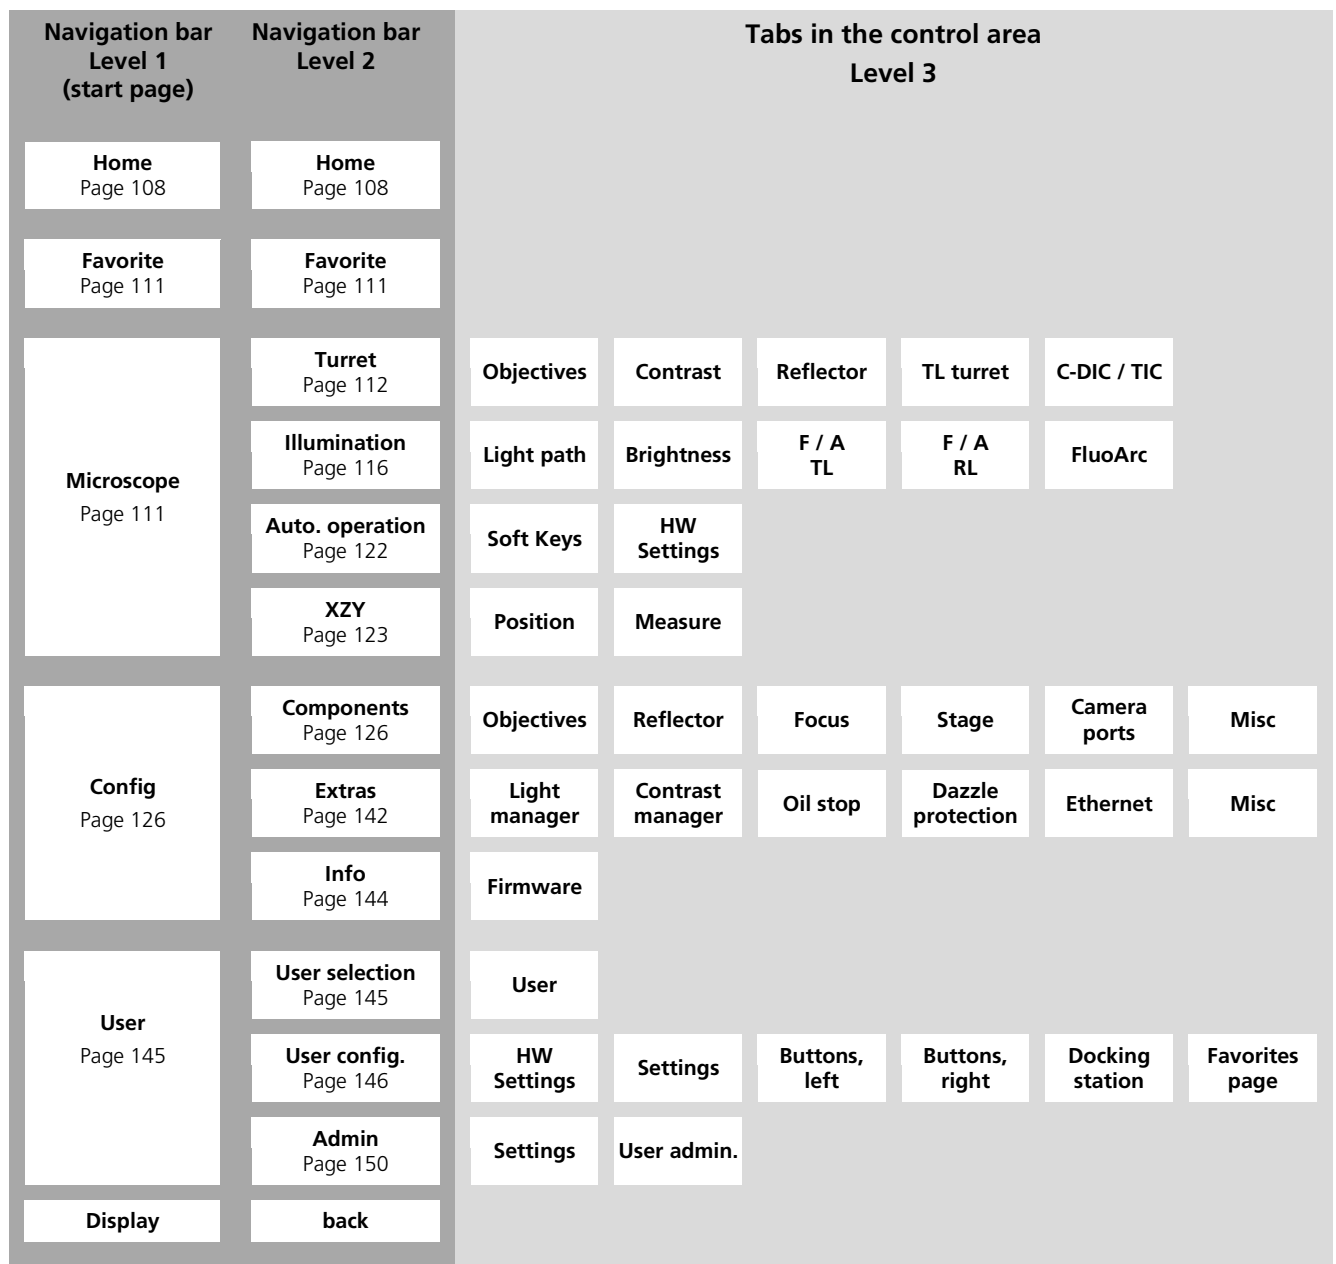 Navigation bar
Level 1
(start page)
Navigation bar
Level 2
Tabs in the control area
Level 3
Home
Page 108
Home
Page 108
Favorite
Page 111
Favorite
Page 111
Microscope
Page 111
Turret
Page 112
Objectives
Contrast
Reflector
TL turret
C-DIC / TIC
Illumination
Page 116
Light path
Brightness
F / A
TL
F / A
RL
FluoArc
Auto. operation
Page 122
Soft Keys
HW
Settings
XZY
Page 123
Position
Measure
Config
Page 126
Components
Page 126
Objectives
Reflector
Focus
Stage
Camera
ports
Misc
Extras
Page 142
Light
manager
Contrast
manager
Oil stop
Dazzle
protection
Ethernet
Misc
Info
Page 144
Firmware
User
Page 145
User selection
Page 145
User
User config.
Page 146
HW
Settings
Settings
Buttons,
left
Buttons,
right
Docking
station
Favorites
page
Admin
Page 150
Settings
User admin.
Display
back